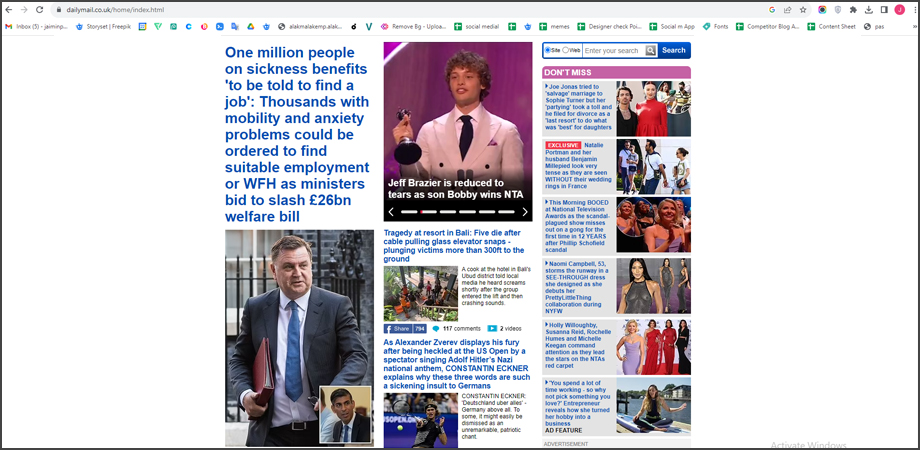 dailymail.co.uk/home/index.html
Inbox (5) - jaiminp...
Storyset | Freepik
alakmalakemp.alak...
Remove Bg - Uploa...
social medial
memes
Designer check Poi...
Social m App
Fonts
Competitor Blog A...
Content Sheet
pas
One million people
on sickness benefits
'to be told to find a
job': Thousands with
mobility and anxiety
problems could be
ordered to find
suitable employment
or WFH as ministers
bid to slash £26bn
welfare bill
Jeff Brazier is reduced to
tears as son Bobby wins NTA
Tragedy at resort in Bali: Five die after
cable pulling glass elevator snaps -
plunging victims more than 300ft to the
ground
A cook at the hotel in Bali's
Ubud district told local
media he heard screams
shortly after the group
entered the lift and then
crashing sounds.
Share 794 117 comments 2 videos
As Alexander Zverev displays his fury
after being heckled at the US Open by a
spectator singing Adolf Hitler's Nazi
national anthem, CONSTANTIN ECKNER
explains why these three words are such
a sickening insult to Germans
CONSTANTIN ECKNER:
'Deutschland uber alles' -
Germany above all. To
some, it might easily be
dismissed as an
unremarkable, patriotic
chant.
US OPEN
Site Web Enter your search Search
DON'T MISS
Joe Jonas tried to
'salvage' marriage to
Sophie Turner but her
'partying' took a toll and
he filed for divorce as a
'last resort' to do what
was 'best' for daughters
EXCLUSIVE Natalie
Portman and her
husband Benjamin
Millepied look very
tense as they are seen
WITHOUT their wedding
rings in France
This Morning BOOED
at National Television
Awards as the scandal-
plagued show misses
out on a gong for the
first time in 12 YEARS
after Phillip Schofield
scandal
Naomi Campbell, 53,
storms the runway in a
SEE-THROUGH dress
she designed as she
debuts her
PrettyLittleThing
collaboration during
NYFW
Holly Willoughby,
Susanna Reid, Rochelle
Humes and Michelle
Keegan command
attention as they lead
the stars on the NTAs
red carpet
'You spend a lot of
time working - so why
not pick something you
love?' Entrepreneur
reveals how she turned
her hobby into a
business
AD FEATURE
ADVERTISEMENT
Activate Windows